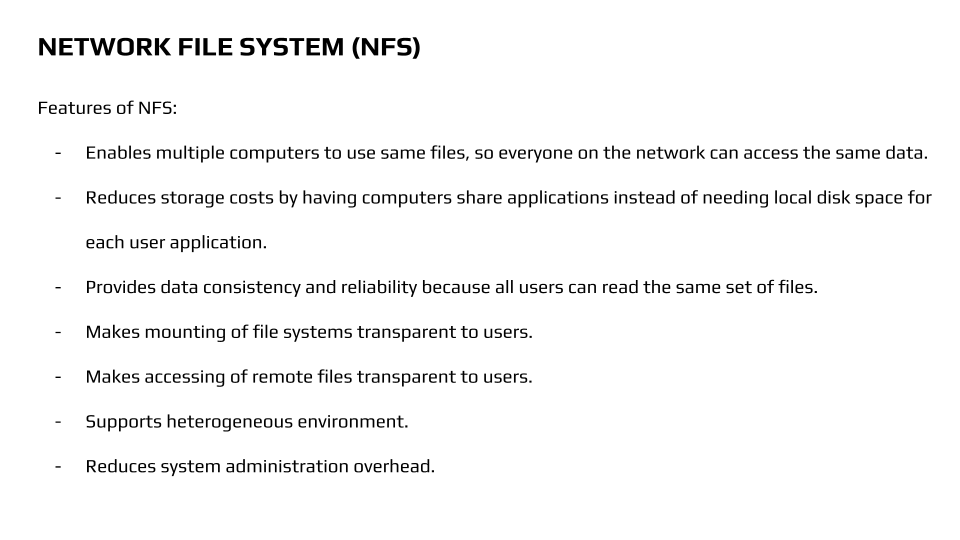 NETWORK FILE SYSTEM (NFS)
Features of NFS:
- Enables multiple computers to use same files, so everyone on the network can access the same data.
- Reduces storage costs by having computers share applications instead of needing local disk space for
each user application.
- Provides data consistency and reliability because all users can read the same set of files.
- Makes mounting of file systems transparent to users.
- Makes accessing of remote files transparent to users.
- Supports heterogeneous environment.
- Reduces system administration overhead.